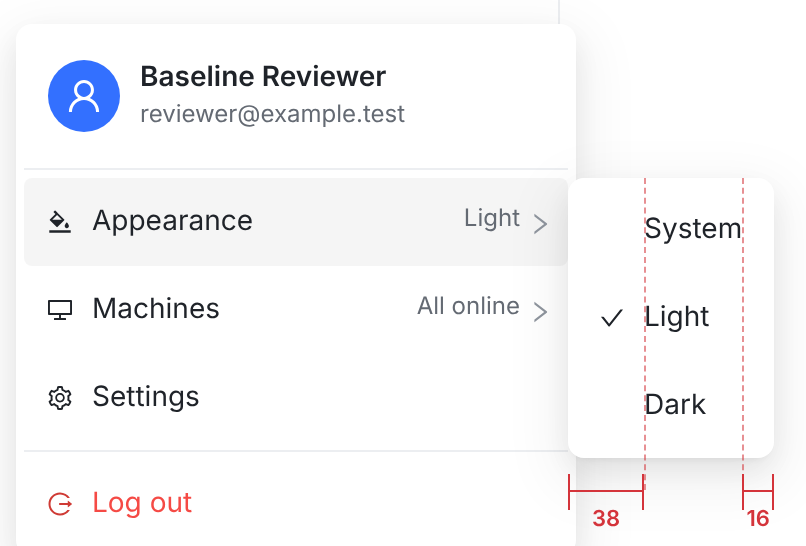 Baseline Reviewer
reviewer@example.test
Appearance Light
Machines All online
Settings
Log out
System
Light
Dark
38
16